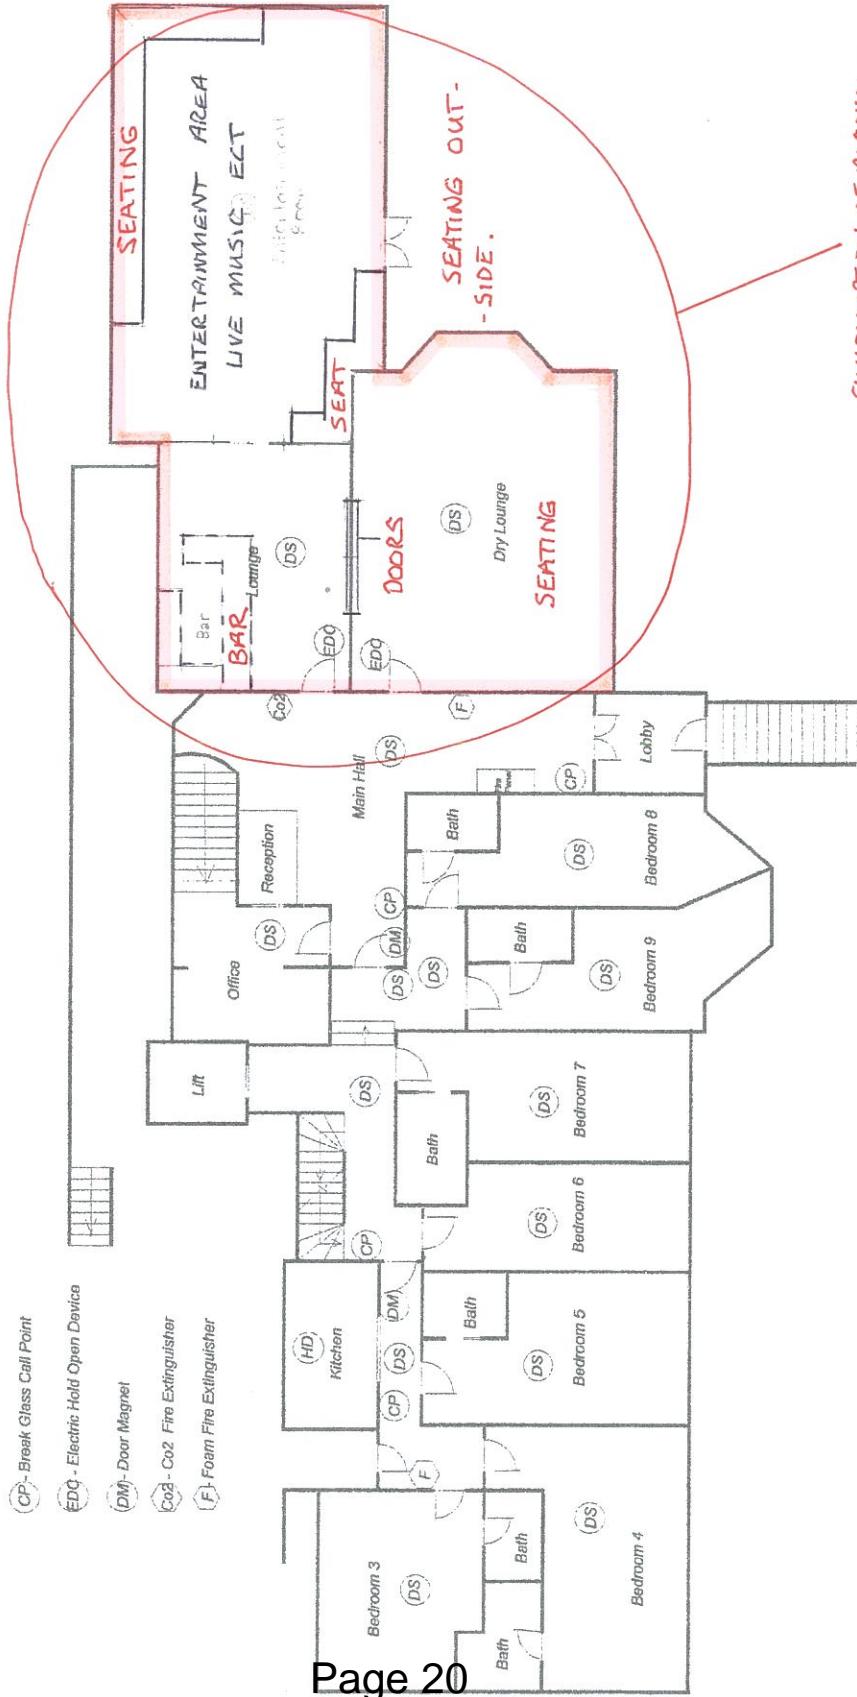 CP - Break Glass Call Point
EDO - Electric Hold Open Device
DM - Door Magnet
Co2 - Co2 Fire Extinguisher
F - Foam Fire Extinguisher
SEATING
ENTERTAINMENT AREA
LIVE MUSIC ECT
SEATING OUT-
-SIDE.
SEAT
Bar
BAR
Lounge
DS
EDO
DOORS
EDO
DS
Dry Lounge
SEATING
Co2
F
Main Hall
DS
CP
Lobby
Reception
Office
DS
CP
DM
DS
DS
Bath
DS
Bedroom 8
Bath
DS
Bedroom 9
Lift
DS
Bath
DS
Bedroom 7
CP
DS
Bedroom 6
HD
Kitchen
DM
DS
CP
Bath
DS
Bedroom 5
F
Bedroom 3
DS
Bath
Bath
DS
Bedroom 4
Page 20